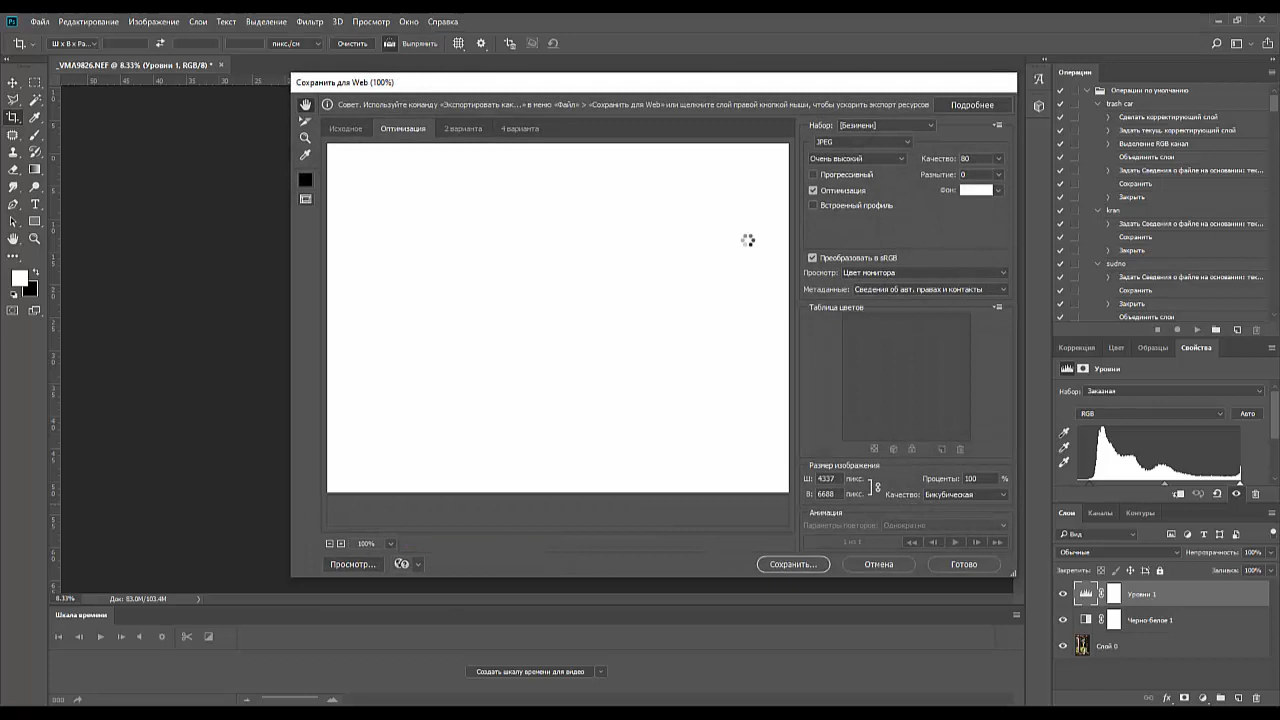 Ps Файл Редактирование Изображение Слои Текст Выделение Фильтр 3D Просмотр Окно Справка
Ш x В x Ра... пикс/см Очистить Выпрямить
_VMA9826.NEF @ 8.33% (Уровни 1, RGB/8) *
Сохранить для Web (100%)
Совет. Используйте команду «Экспортировать как...» в меню «Файл» > «Сохранить для Web» или щелкните слой правой кнопкой мыши, чтобы ускорить экспорт ресурсов Подробнее
Исходное Оптимизация 2 варианта 4 варианта
Набор: [Безимени]
JPEG
Очень высокий Качество: 80
Прогрессивный Размытие: 0
Оптимизация Фон:
Встроенный профиль
Преобразовать в sRGB
Просмотр: Цвет монитора
Метаданные: Сведения об авт. правах и контакты
Таблица цветов
Размер изображения
Ш: 4337 пикс. Проценты: 100 %
В: 6688 пикс. Качество: Бикубическая
Анимация
Параметры повторов: Однократно
1 из 1
100%
Просмотр... Сохранить... Отмена Готово
8.33% Док: 83.0M/103.4M
Шкала времени
Создать шкалу времени для видео
Операции
Операции по умолчанию
trash car
Сделать корректирующий слой
Задать текущ. корректирующий слой
Выделение RGB канал
Объединить слои
Задать Сведения о файле на основании: тек...
Сохранить
Закрыть
kran
Задать Сведения о файле на основании: тек...
Сохранить
Закрыть
sudno
Задать Сведения о файле на основании: тек...
Сохранить
Закрыть
Объединить слои
Коррекция Цвет Образцы Свойства
Уровни
Набор: Заказная
RGB Авто
Слои Каналы Контуры
Вид
Обычные Непрозрачность: 100%
Закрепить: Заливка: 100%
Уровни 1
Черно-белое 1
Слой 0